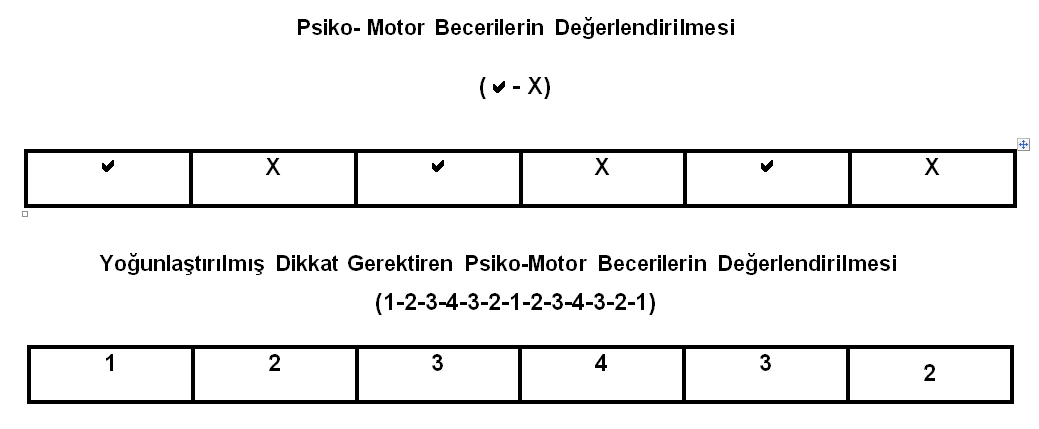 Psiko- Motor Becerilerin Değerlendirilmesi
(✔- X)
✔ X ✔ X ✔ X
Yoğunlaştırılmış Dikkat Gerektiren Psiko-Motor Becerilerin Değerlendirilmesi
(1-2-3-4-3-2-1-2-3-4-3-2-1)
1 2 3 4 3 2